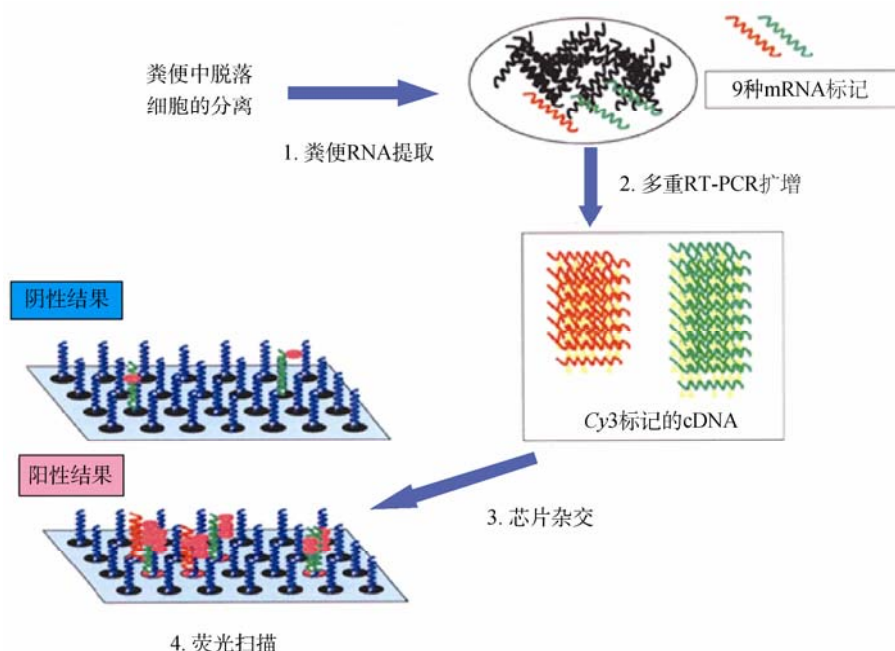 粪便中脱落
细胞的分离
9种mRNA标记
1. 粪便RNA提取
2. 多重RT-PCR扩增
阴性结果
Cy3标记的cDNA
阳性结果
3. 芯片杂交
4. 荧光扫描